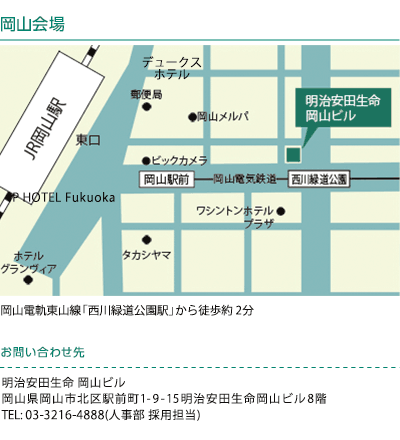 岡山会場
デュークス
ホテル
郵便局
岡山メルパ
明治安田生命
岡山ビル
JR岡山駅
東口
ビックカメラ
岡山駅前
岡山電気鉄道
西川緑道公園
P HOTEL Fukuoka
ワシントンホテル
プラザ
ホテル
グランヴィア
タカシヤマ
岡山電軌東山線「西川緑道公園駅」から徒歩約2分
お問い合わせ先
明治安田生命 岡山ビル
岡山県岡山市北区駅前町1-9-15明治安田生命岡山ビル8階
TEL: 03-3216-4888(人事部 採用担当)